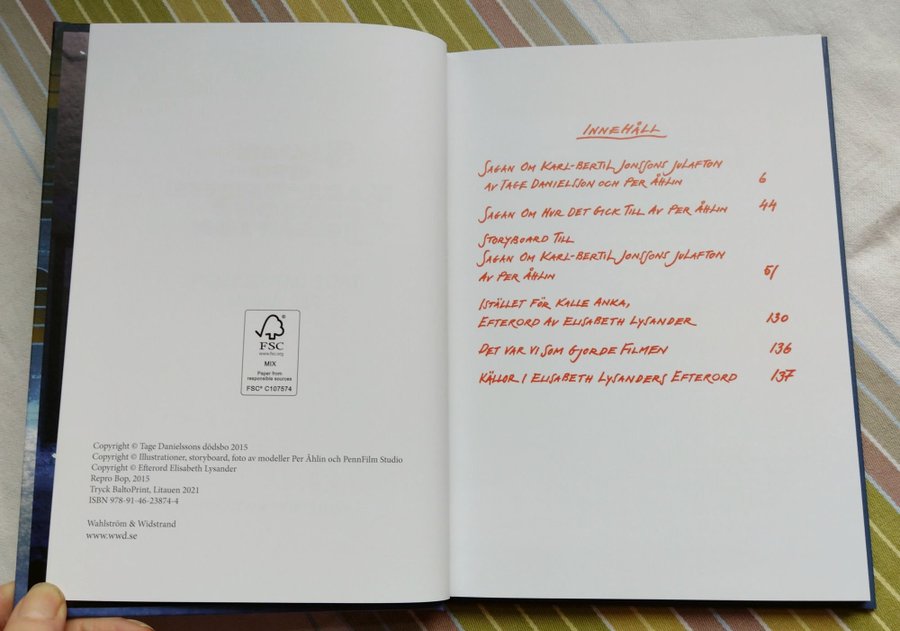 FSC
www.fsc.org
MIX
Paper from
responsible sources
FSC® C107574
Copyright © Tage Danielssons dödsbo 2015
Copyright © Illustrationer, storyboard, foto av modeller Per Åhlin och PennFilm Studio
Copyright © Efterord Elisabeth Lysander
Repro Bop, 2015
Tryck BaltoPrint, Litauen 2021
ISBN 978-91-46-23874-4
Wahlström & Widstrand
www.wwd.se
INNEHÅLL
SAGAN OM KARL-BERTIL JONSSONS JULAFTON
AV TAGE DANIELSSON OCH PER ÅHLIN 6
SAGAN OM HUR DET GICK TILL AV PER ÅHLIN 44
STORYBOARD TILL
SAGAN OM KARL-BERTIL JONSSONS JULAFTON
AV PER ÅHLIN 51
ISTÄLLET FÖR KALLE ANKA,
EFTERORD AV ELISABETH LYSANDER 130
DET VAR VI SOM GJORDE FILMEN 136
KÄLLOR I ELISABETH LYSANDERS EFTERORD 137